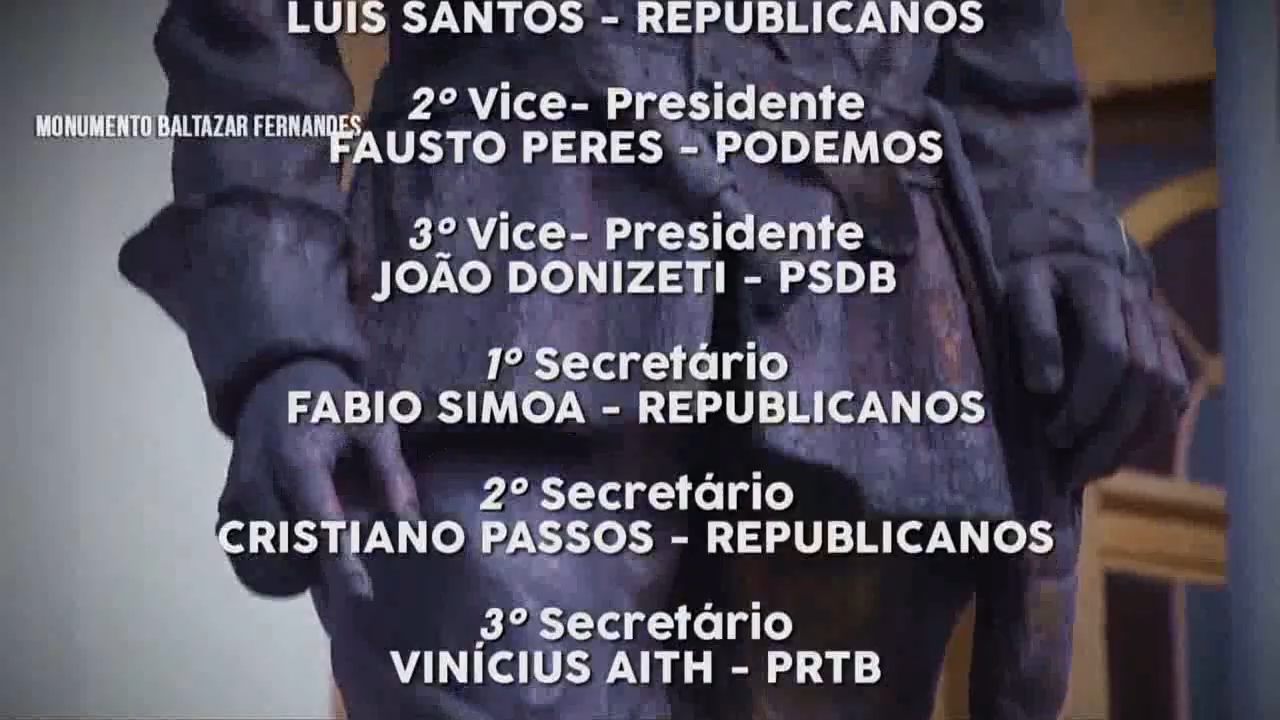 LUIS SANTOS - REPUBLICANOS
2º Vice- Presidente
MONUMENTO BALTAZAR FERNANDES
FAUSTO PERES - PODEMOS
3º Vice- Presidente
JOÃO DONIZETI - PSDB
1º Secretário
FABIO SIMOA - REPUBLICANOS
2º Secretário
CRISTIANO PASSOS - REPUBLICANOS
3º Secretário
VINÍCIUS AITH - PRTB